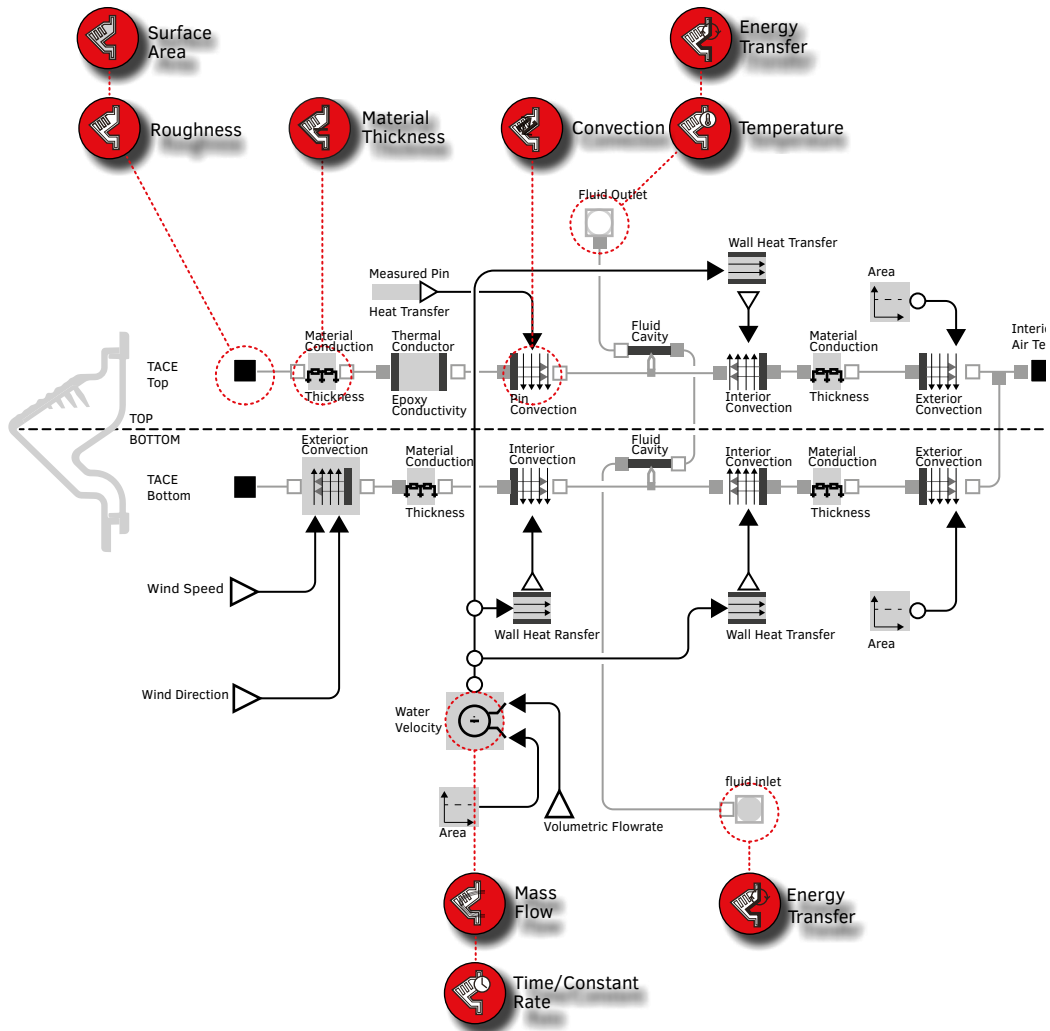 Surface
Area
Energy
Transfer
Roughness
Material
Thickness
Convection
Temperature
Fluid Outlet
Wall Heat Transfer
Measured Pin
Heat Transfer
Area
TACE
Top
Material
Conduction
Thickness
Thermal
Conductor
Epoxy
Conductivity
Pin
Convection
Fluid
Cavity
Interior
Convection
Material
Conduction
Thickness
Exterior
Convection
Air Te
TOP
BOTTOM
TACE
Bottom
Exterior
Convection
Material
Conduction
Thickness
Interior
Convection
Fluid
Cavity
Interior
Convection
Material
Conduction
Thickness
Exterior
Convection
Wind Speed
Wall Heat Ransfer
Wall Heat Transfer
Area
Wind Direction
Water
Velocity
Area
Volumetric Flowrate
fluid inlet
Mass
Flow
Energy
Transfer
Time/Constant
Rate